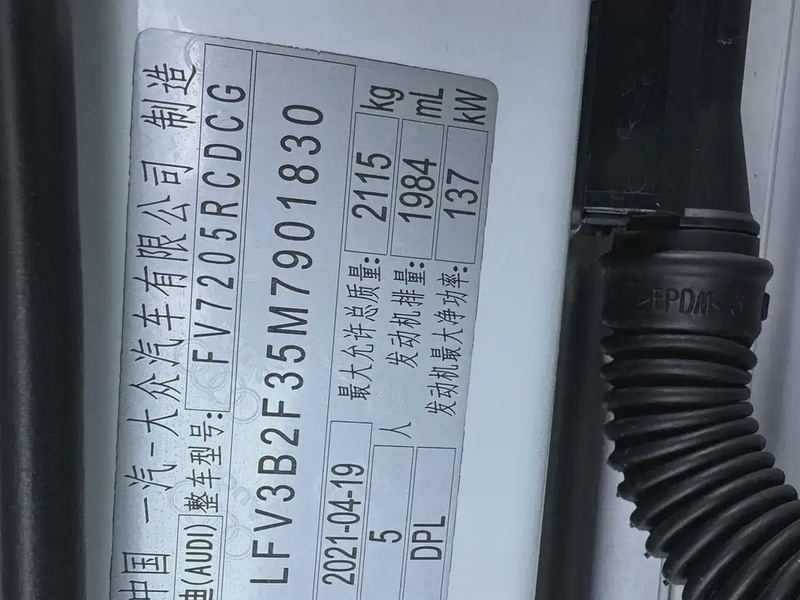 中国 一汽-大众汽车有限公司 制造
迪(AUDI) 整车型号: FV7205RCDCG
LFV3B2F35M7901830
2021-04-19 最大允许总质量: 2115 kg
5 人 发动机排量: 1984 mL
DPL 发动机最大净功率: 137 kW
>EPDM<